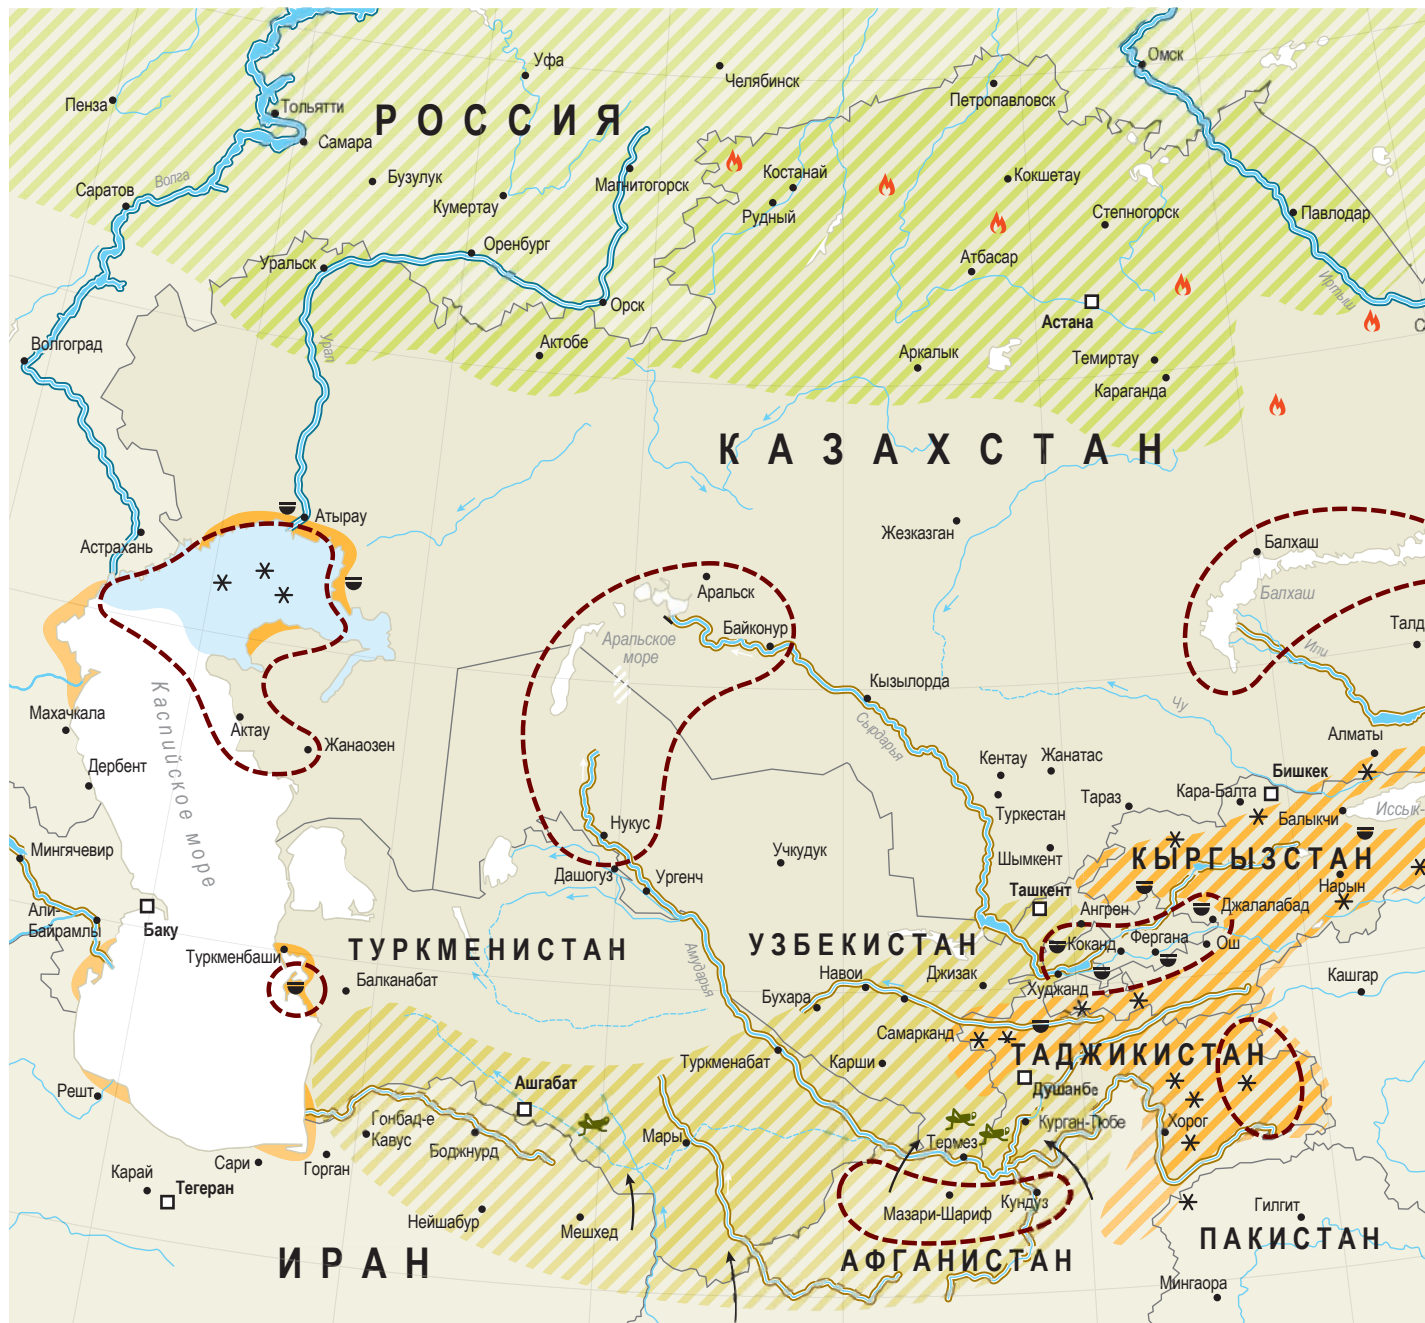 Омск
Уфа
Челябинск
Петропавловск
Пенза
Тольятти
РОССИЯ
Самара
Волга
Саратов
Бузулук
Кумертау
Магнитогорск
Костанай
Рудный
Кокшетау
Степногорск
Павлодар
Оренбург
Уральск
Атбасар
Иртыш
Орск
Астана
Урал
Волгоград
Актобе
Аркалык
Темиртау
Караганда
КАЗАХСТАН
Атырау
Астрахань
Жезказган
Балхаш
Аральск
Балхаш
Байконур
Аральское
море
Талд
Или
Кызылорда
Чу
Каспийское море
Махачкала
Актау
Жанаозен
Сырдарья
Алматы
Дербент
Кентау
Жанатас
Бишкек
Кара-Балта
Тараз
Туркестан
Балыкчи
Иссык-
Нукус
Мингячевир
Учкудук
Шымкент
КЫРГЫЗСТАН
Дашогуз
Ургенч
Нарын
Ташкент
Али-
Байрамлы
Баку
Ангрен
Джалалабад
Туркменбаши
ТУРКМЕНИСТАН
УЗБЕКИСТАН
Коканд
Фергана
Ош
Амударья
Балканабат
Навои
Джизак
Худжанд
Кашгар
Бухара
Самарканд
Туркменабат
Карши
ТАДЖИКИСТАН
Решт
Ашгабат
Душанбе
Гонбад-е
Кавус
Боджнурд
Мары
Термез
Курган-Тюбе
Хорог
Сари
Горган
Карай
Тегеран
Нейшабур
Мешхед
Мазари-Шариф
Кундуз
Гилгит
ПАКИСТАН
ИРАН
АФГАНИСТАН
Мингаора